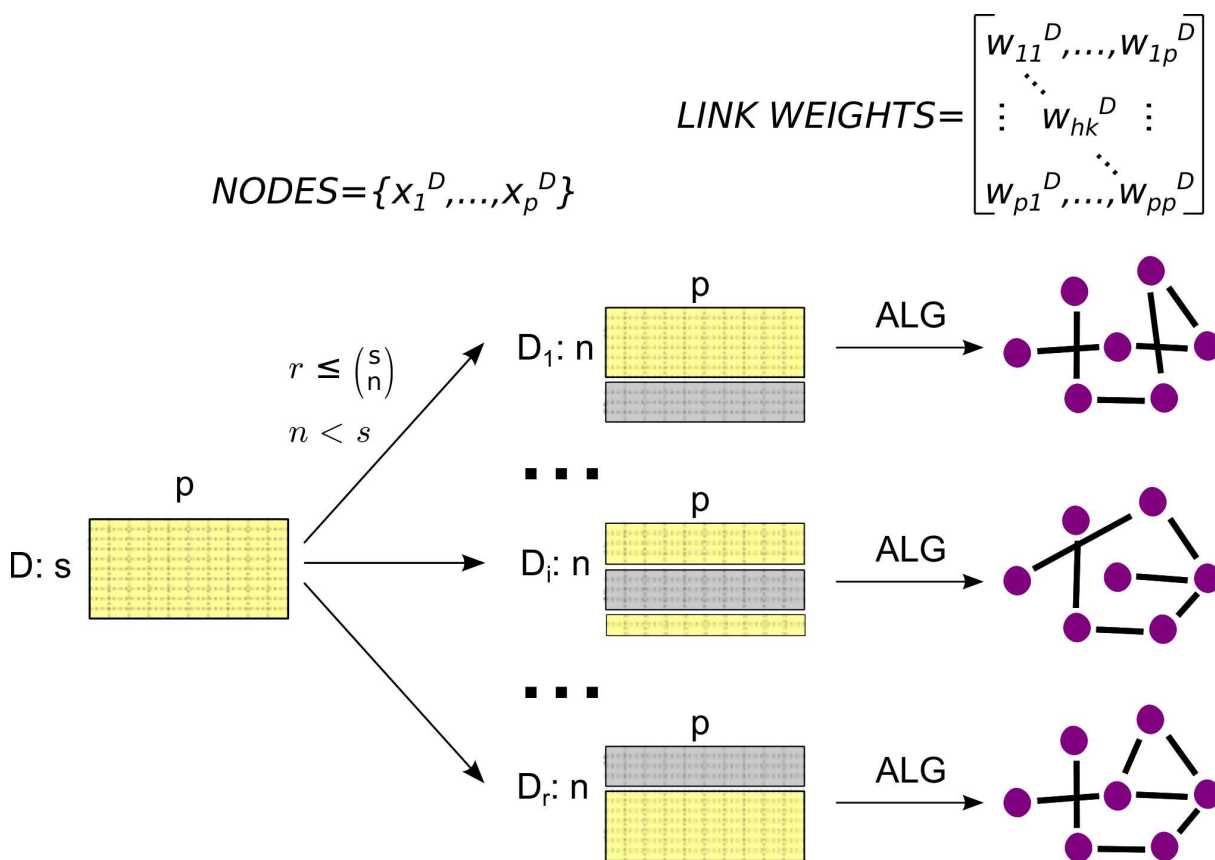 LINK WEIGHTS= [w₁₁ᴰ,...,w₁ₚᴰ
⋮ wₕₖᴰ ⋮
wₚ₁ᴰ,...,wₚₚᴰ]
NODES={x₁ᴰ,...,xₚᴰ}
p
D₁: n
ALG
r ≤ (s n)
n < s
...
p
D: s
p
Dᵢ: n
ALG
...
p
Dᵣ: n
ALG